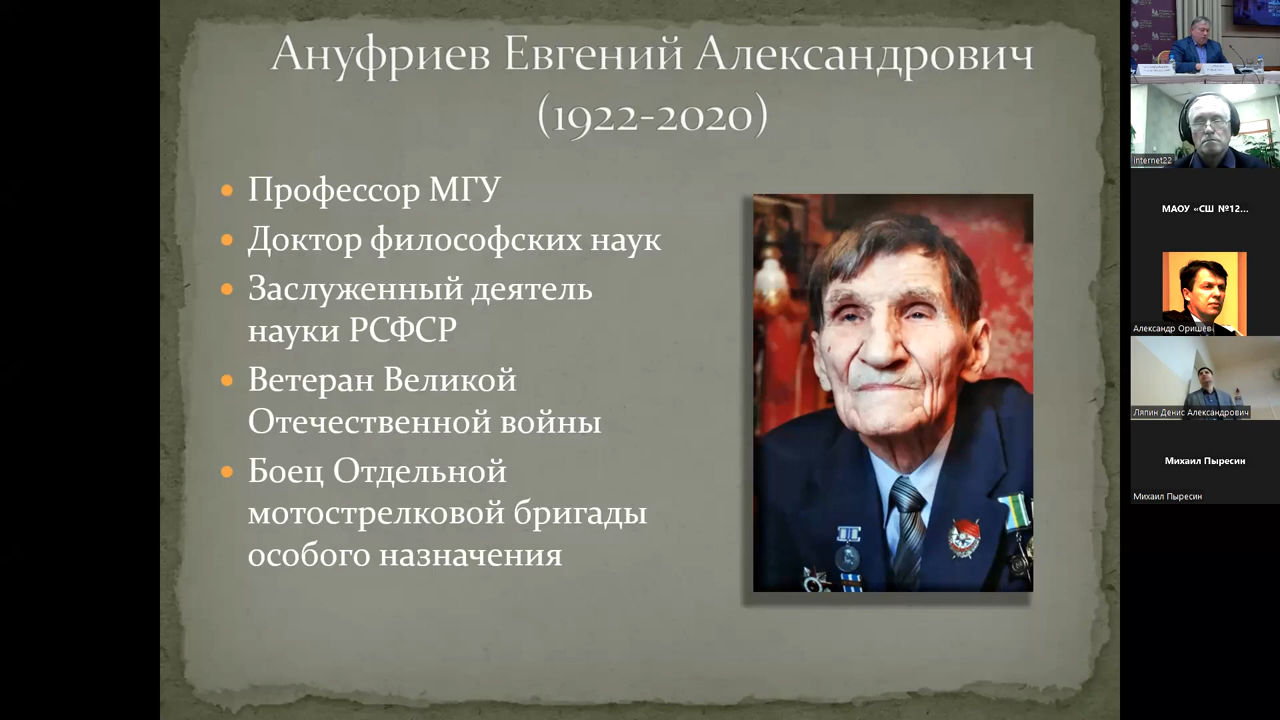 Ануфриев Евгений Александрович
(1922-2020)
Профессор МГУ
Доктор философских наук
Заслуженный деятель
науки РСФСР
Ветеран Великой
Отечественной войны
Боец Отдельной
мотострелковой бригады
особого назначения
internet22
МАОУ «СШ №12...
Александр Оришев
Ляпин Денис Александрович
Михаил Пыресин
Михаил Пыресин